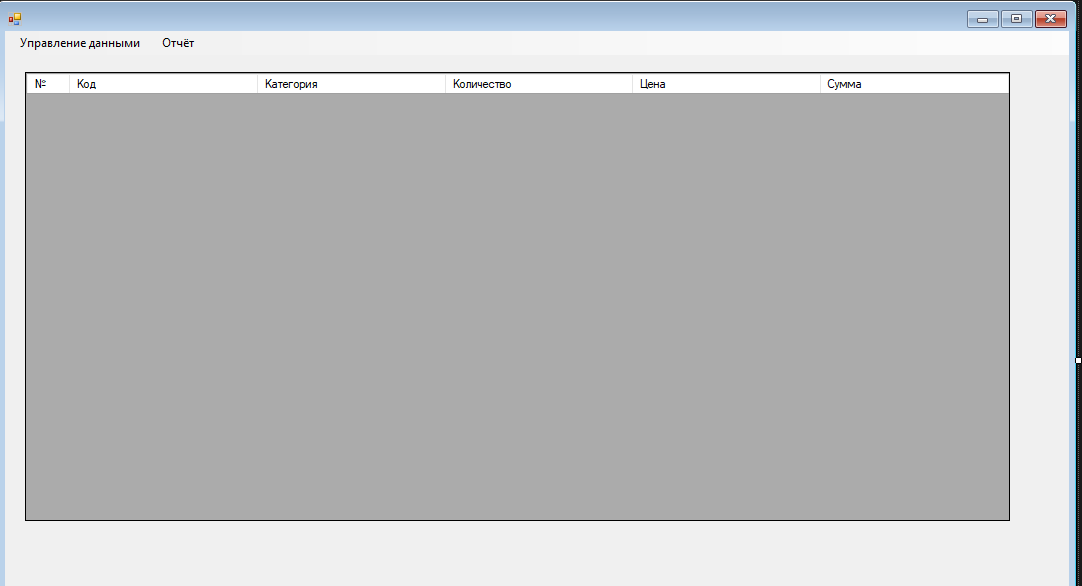 Управление данными Отчёт
№ Код Категория Количество Цена Сумма